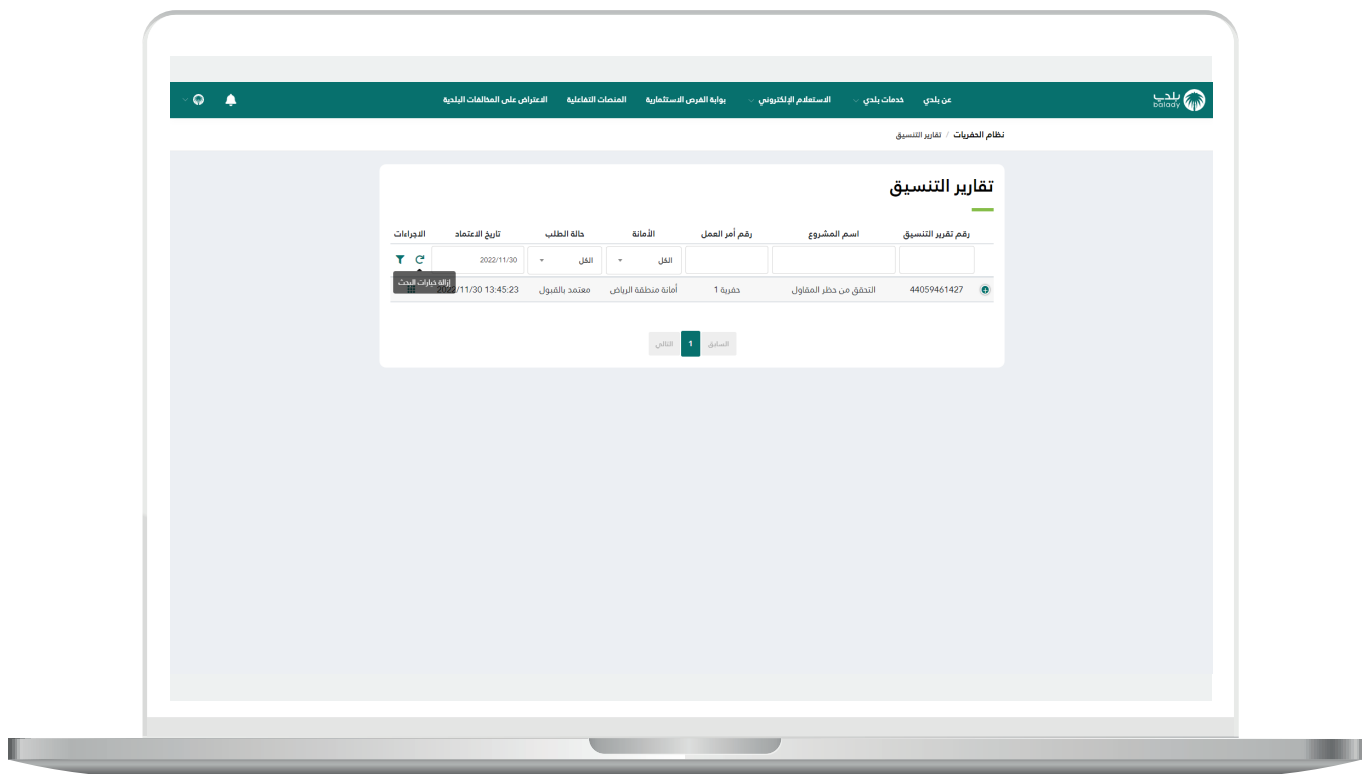 بلدي
balady
عن بلدي خدمات بلدي الاستعلام الإلكتروني بوابة الفرص الاستثمارية المنصات التفاعلية الاعتراض على المخالفات البلدية
نظام الحفريات / تقارير التنسيق
تقارير التنسيق
رقم تقرير التنسيق اسم المشروع رقم أمر العمل الأمانة حالة الطلب تاريخ الاعتماد الاجراءات
الكل الكل 2022/11/30
إزالة خيارات البحث
44059461427 التحقق من حظر المقاول حفرية 1 أمانة منطقة الرياض معتمد بالقبول 2022/11/30 13:45:23
السابق 1 التالي